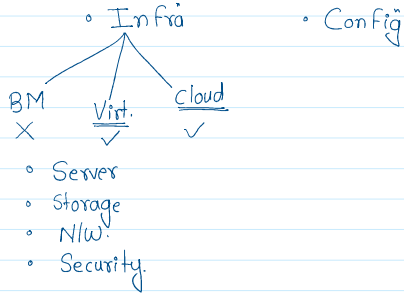 • Infra • Config
BM Virt. Cloud
X ✓ ✓
• Server
• Storage
• N/W.
• Security.